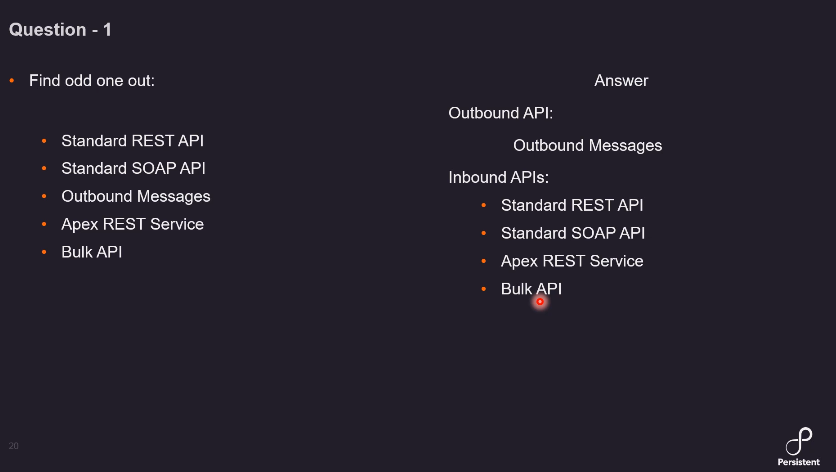 Question - 1
Find odd one out:
Standard REST API
Standard SOAP API
Outbound Messages
Apex REST Service
Bulk API
Answer
Outbound API:
Outbound Messages
Inbound APIs:
Standard REST API
Standard SOAP API
Apex REST Service
Bulk API
20
Persistent